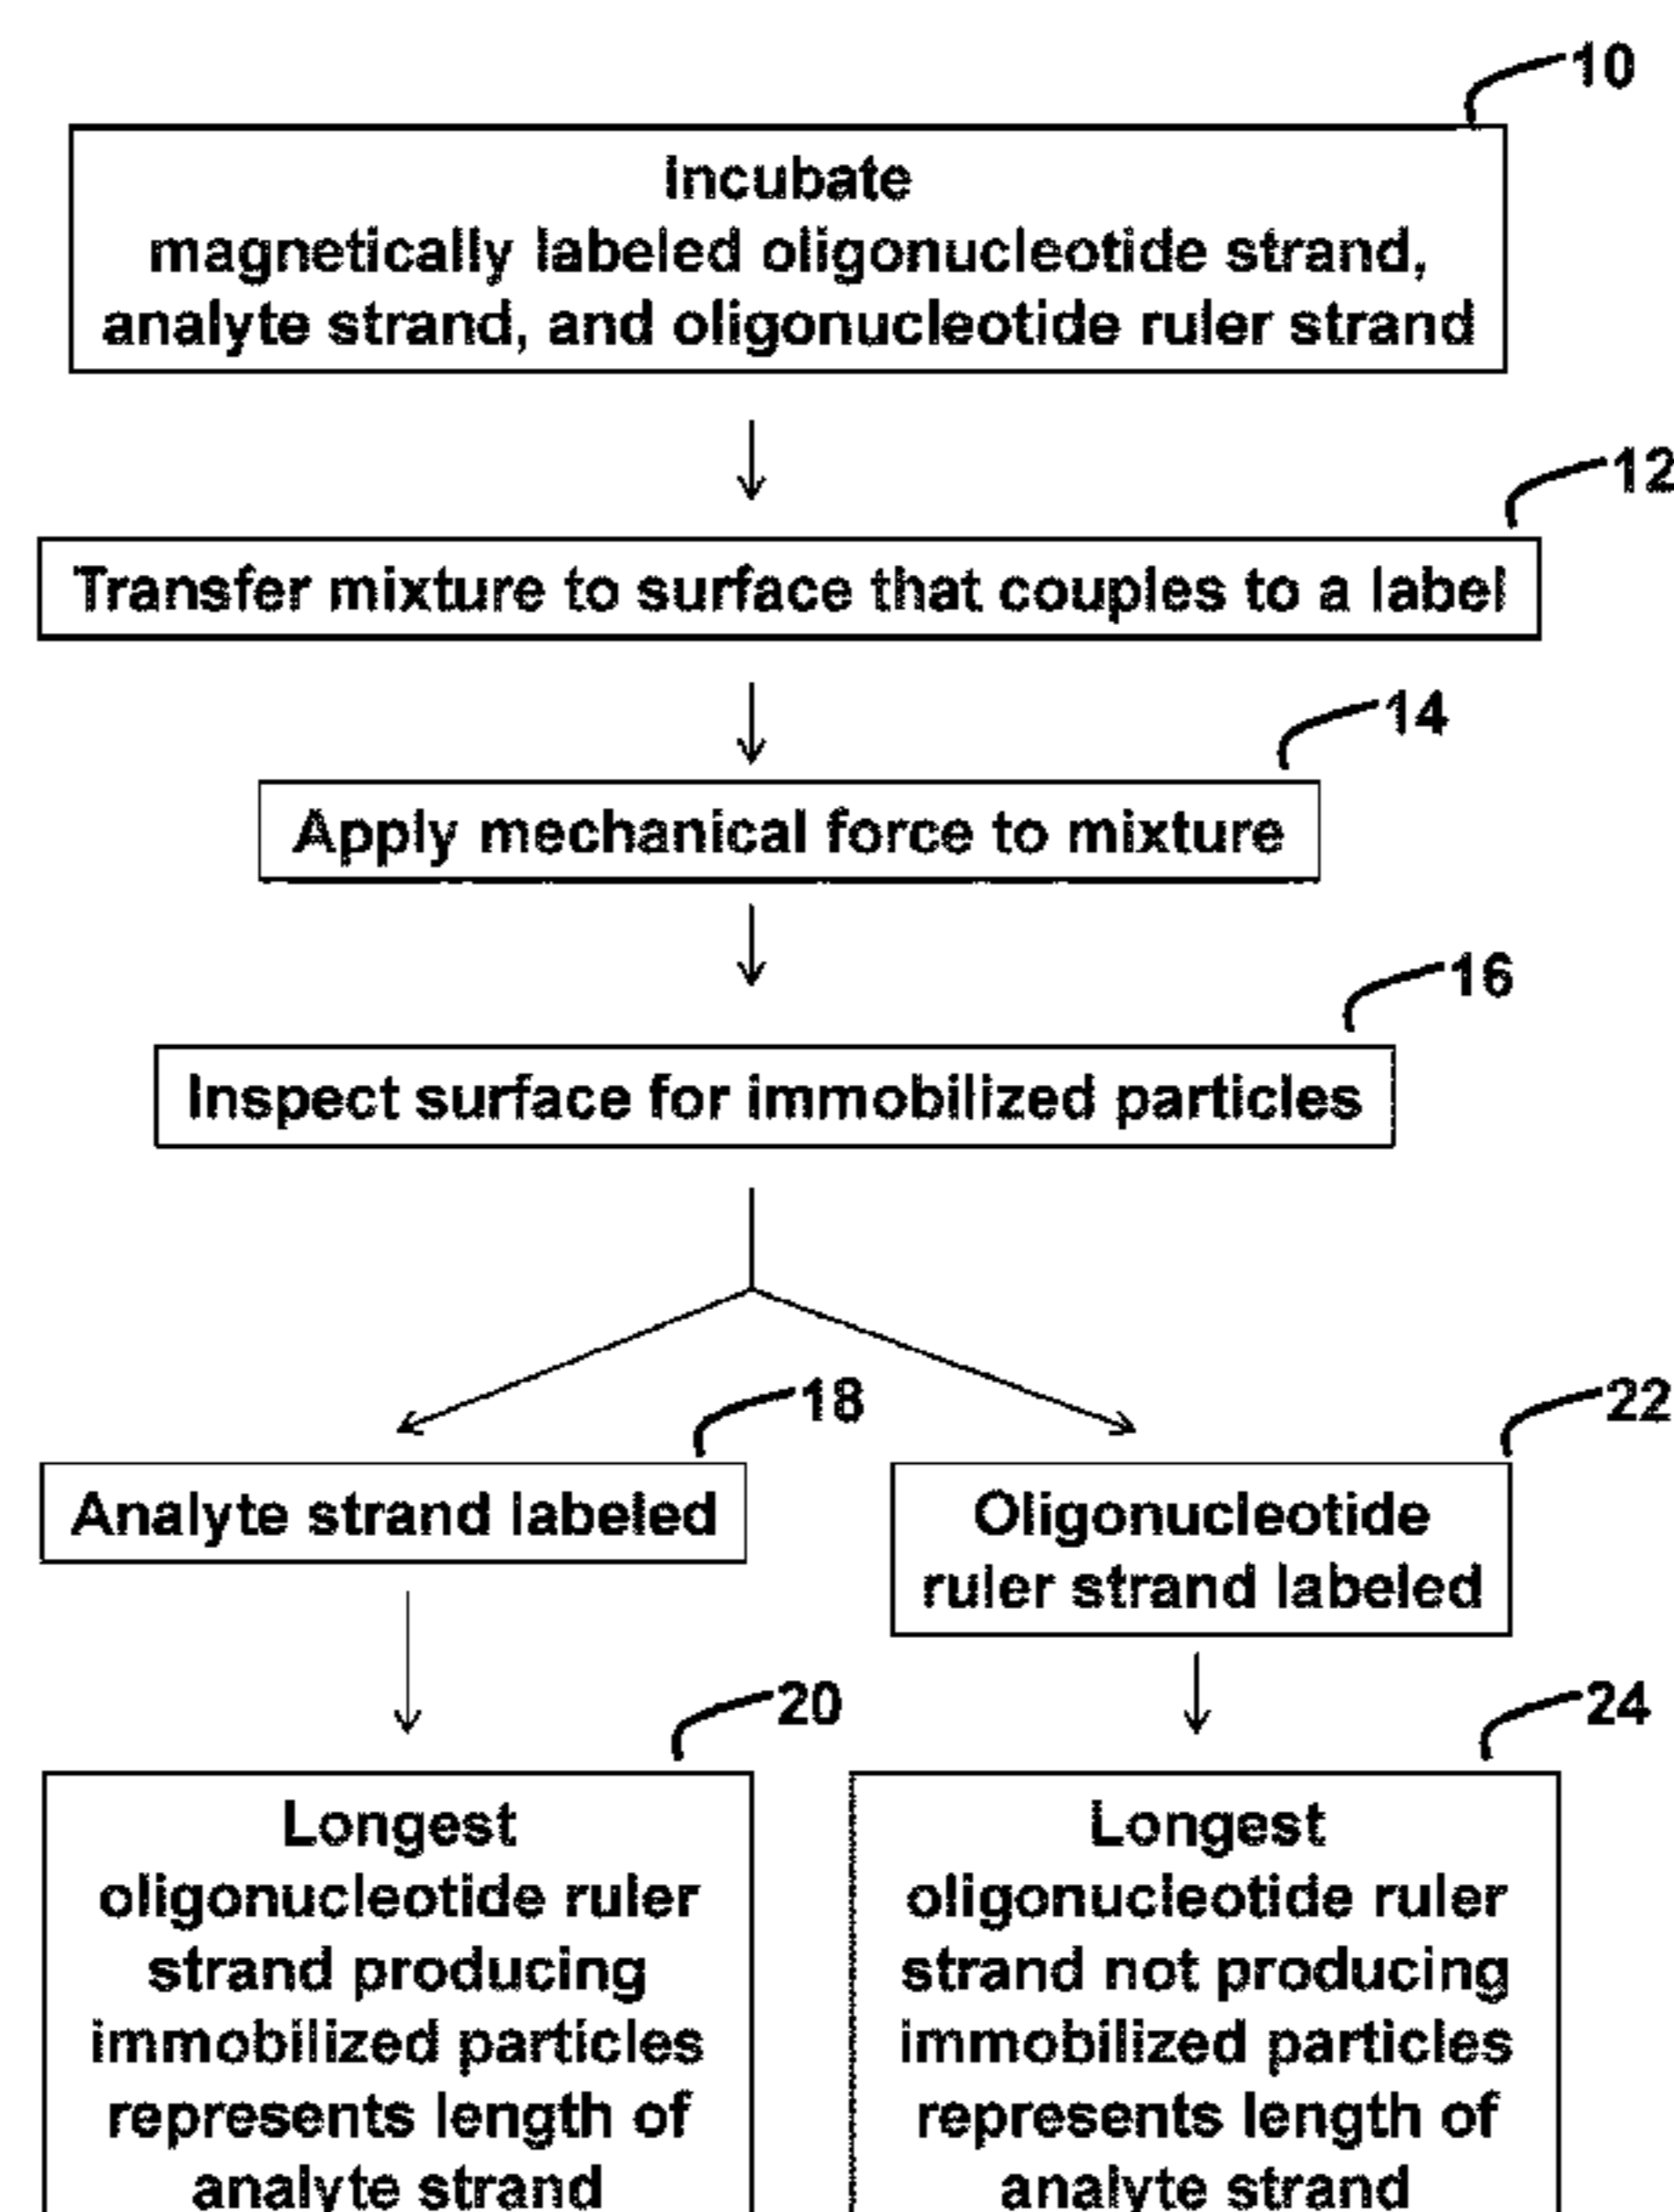 10
Incubate
magnetically labeled oligonucleotide strand,
analyte strand, and oligonucleotide ruler strand
12
Transfer mixture to surface that couples to a label
14
Apply mechanical force to mixture
16
Inspect surface for immobilized particles
18
22
Analyte strand labeled
Oligonucleotide
ruler strand labeled
20
24
Longest
oligonucleotide ruler
strand producing
immobilized particles
represents length of
analyte strand
Longest
oligonucleotide ruler
strand not producing
immobilized particles
represents length of
analyte strand